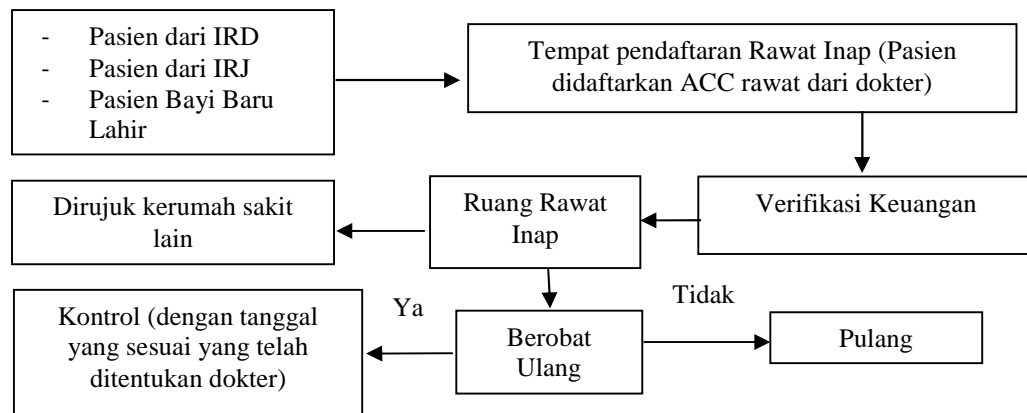 - Pasien dari IRD
- Pasien dari IRJ
- Pasien Bayi Baru
Lahir
Tempat pendaftaran Rawat Inap (Pasien
didaftarkan ACC rawat dari dokter)
Dirujuk kerumah sakit
lain
Ruang Rawat
Inap
Verifikasi Keuangan
Kontrol (dengan tanggal
yang sesuai yang telah
ditentukan dokter)
Ya
Berobat
Ulang
Tidak
Pulang